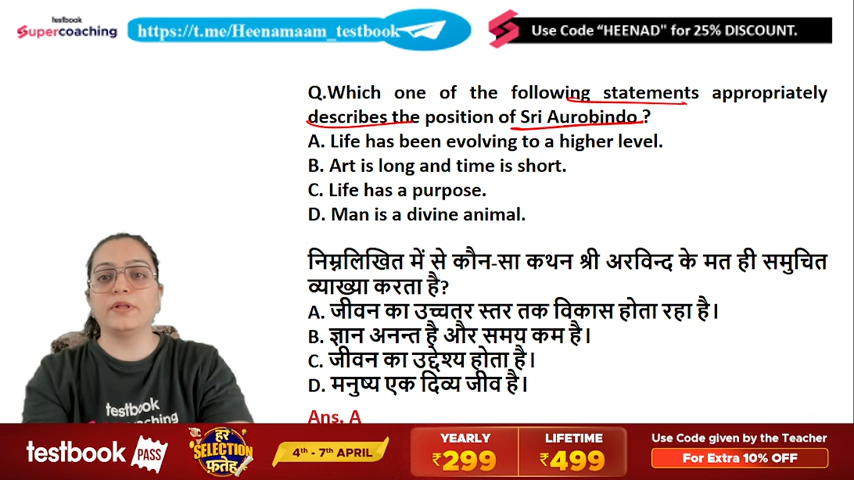 testbook
Supercoaching
https://t.me/Heenamaam_testbook
Use Code “HEENAD" for 25% DISCOUNT.
Q.Which one of the following statements appropriately
describes the position of Sri Aurobindo ?
A. Life has been evolving to a higher level.
B. Art is long and time is short.
C. Life has a purpose.
D. Man is a divine animal.
निम्नलिखित में से कौन-सा कथन श्री अरविन्द के मत ही समुचित
व्याख्या करता है?
A. जीवन का उच्चतर स्तर तक विकास होता रहा है।
B. ज्ञान अनन्त है और समय कम है।
C. जीवन का उद्देश्य होता है।
D. मनुष्य एक दिव्य जीव है।
Ans. A
testbook
coaching
testbook
PASS
हर
SELECTION
फतेह
4th - 7th APRIL
YEARLY
₹299
LIFETIME
₹499
Use Code given by the Teacher
For Extra 10% OFF